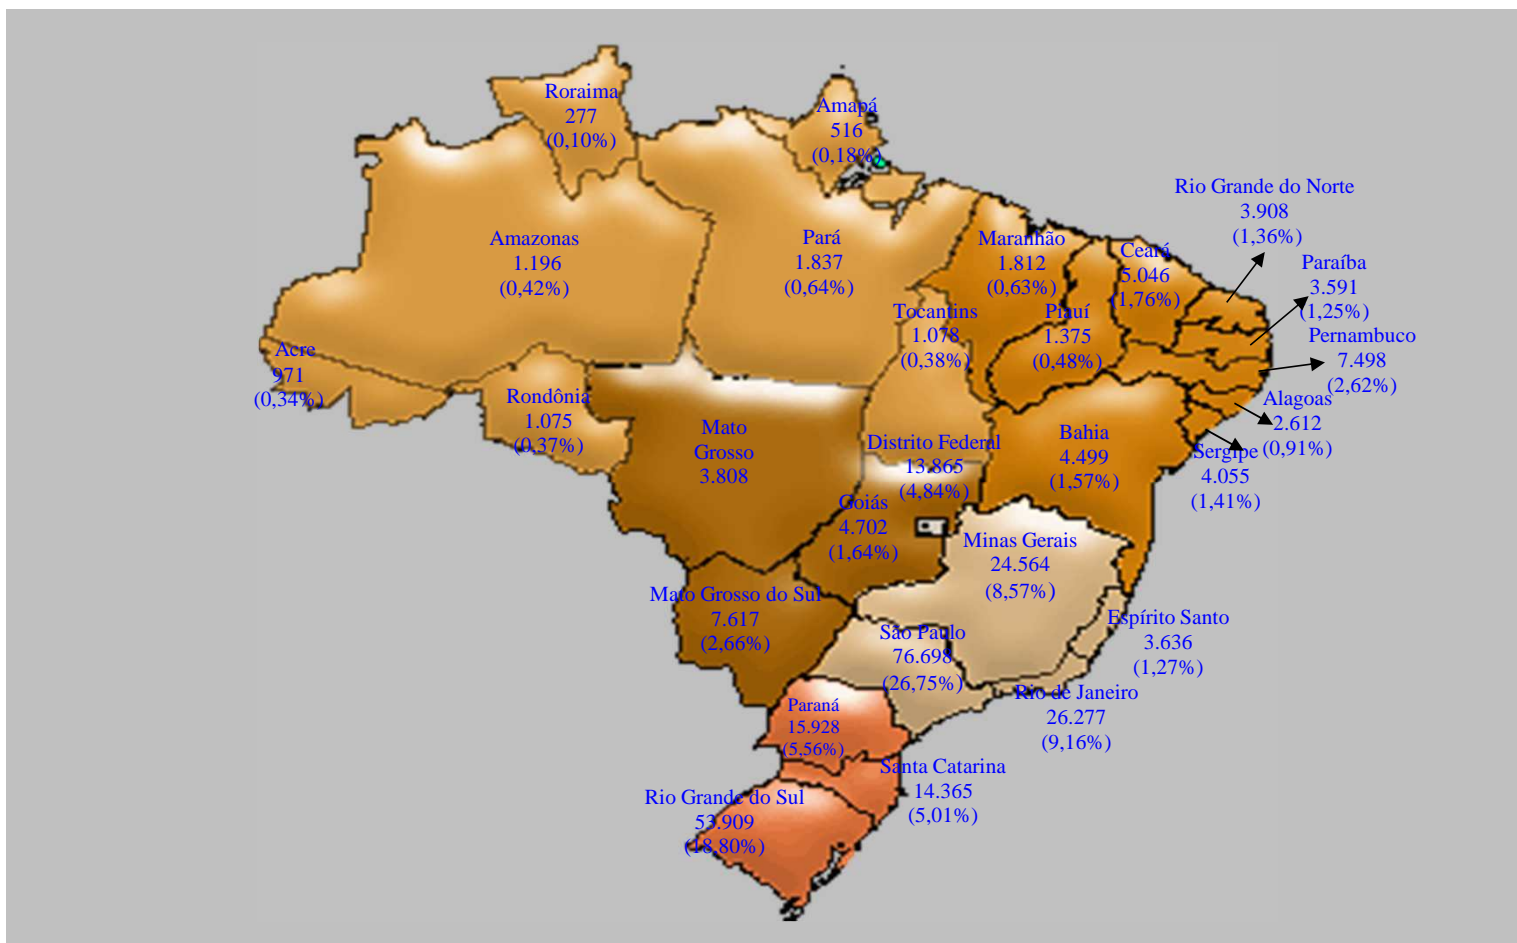 Roraima
277
(0,10%)
Amapá
516
(0,18%)
Rio Grande do Norte
3.908
(1,36%)
Amazonas
1.196
(0,42%)
Pará
1.837
(0,64%)
Maranhão
1.812
(0,63%)
Ceará
5.046
(1,76%)
Paraíba
3.591
(1,25%)
Tocantins
1.078
(0,38%)
Piauí
1.375
(0,48%)
Pernambuco
7.498
(2,62%)
Acre
971
(0,34%)
Rondônia
1.075
(0,37%)
Alagoas
2.612
(0,91%)
Mato
Grosso
3.808
Distrito Federal
13.865
(4,84%)
Bahia
4.499
(1,57%)
Sergipe
4.055
(1,41%)
Goiás
4.702
(1,64%)
Minas Gerais
24.564
(8,57%)
Mato Grosso do Sul
7.617
(2,66%)
São Paulo
76.698
(26,75%)
Espírito Santo
3.636
(1,27%)
Rio de Janeiro
26.277
(9,16%)
Paraná
15.928
(5,56%)
Santa Catarina
14.365
(5,01%)
Rio Grande do Sul
53.909
(18,80%)